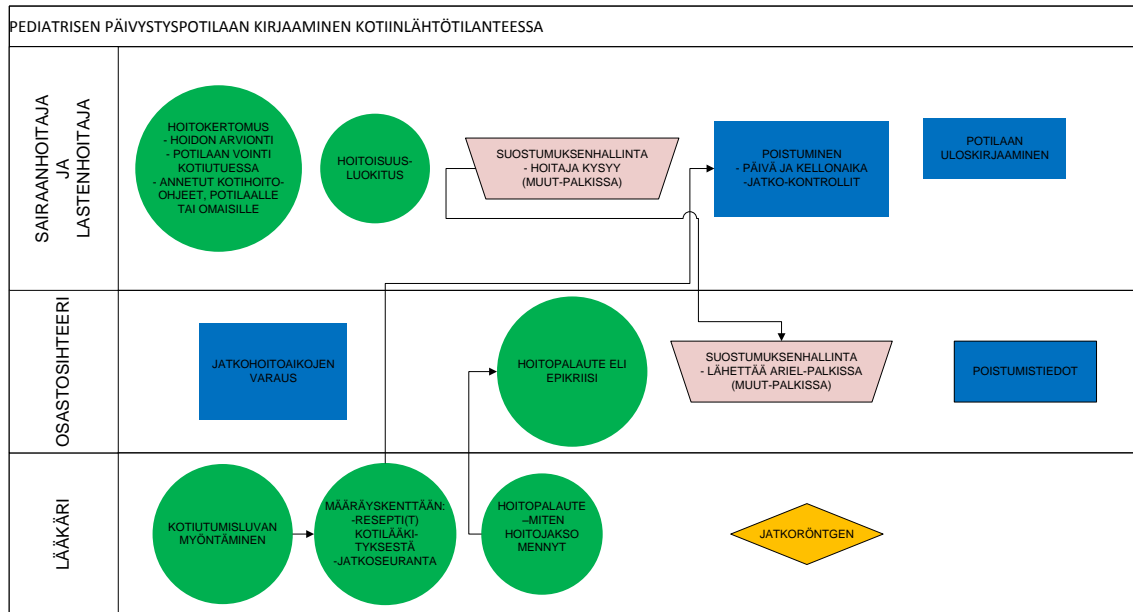 PEDIATRISEN PÄIVYSTYSPOTILAAN KIRJAAMINEN KOTIINLÄHTÖTILANTEESSA
SAIRAANHOITAJA
JA
LASTENHOITAJA
HOITOKERTOMUS
- HOIDON ARVIONTI
- POTILAAN VOINTI
KOTIUTUESSA
- ANNETUT KOTIHOITO-
OHJEET, POTILAALLE
TAI OMAISILLE
HOITOISUUS-
LUOKITUS
SUOSTUMUKSENHALLINTA
- HOITAJA KYSYY
(MUUT-PALKISSA)
POISTUMINEN
- PÄIVÄ JA KELLONAIKA
-JATKO-KONTROLLIT
POTILAAN
ULOSKIRJAAMINEN
OSASTOSIHTEERI
JATKOHOITOAIKOJEN
VARAUS
HOITOPALAUTE ELI
EPIKRIISI
SUOSTUMUKSENHALLINTA
- LÄHETTÄÄ ARIEL-PALKISSA
(MUUT-PALKISSA)
POISTUMISTIEDOT
LÄÄKÄRI
KOTIUTUMISLUVAN
MYÖNTÄMINEN
MÄÄRÄYSKENTTÄÄN:
-RESEPTI(T)
KOTILÄÄKI-
TYKSESTÄ
-JATKOSEURANTA
HOITOPALAUTE
–MITEN
HOITOJAKSO
MENNYT
JATKORÖNTGEN